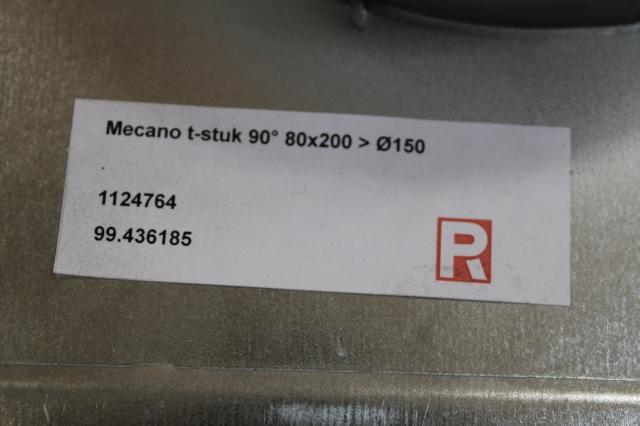 Mecano t-stuk 90° 80x200 > Ø150
1124764
99.436185
R